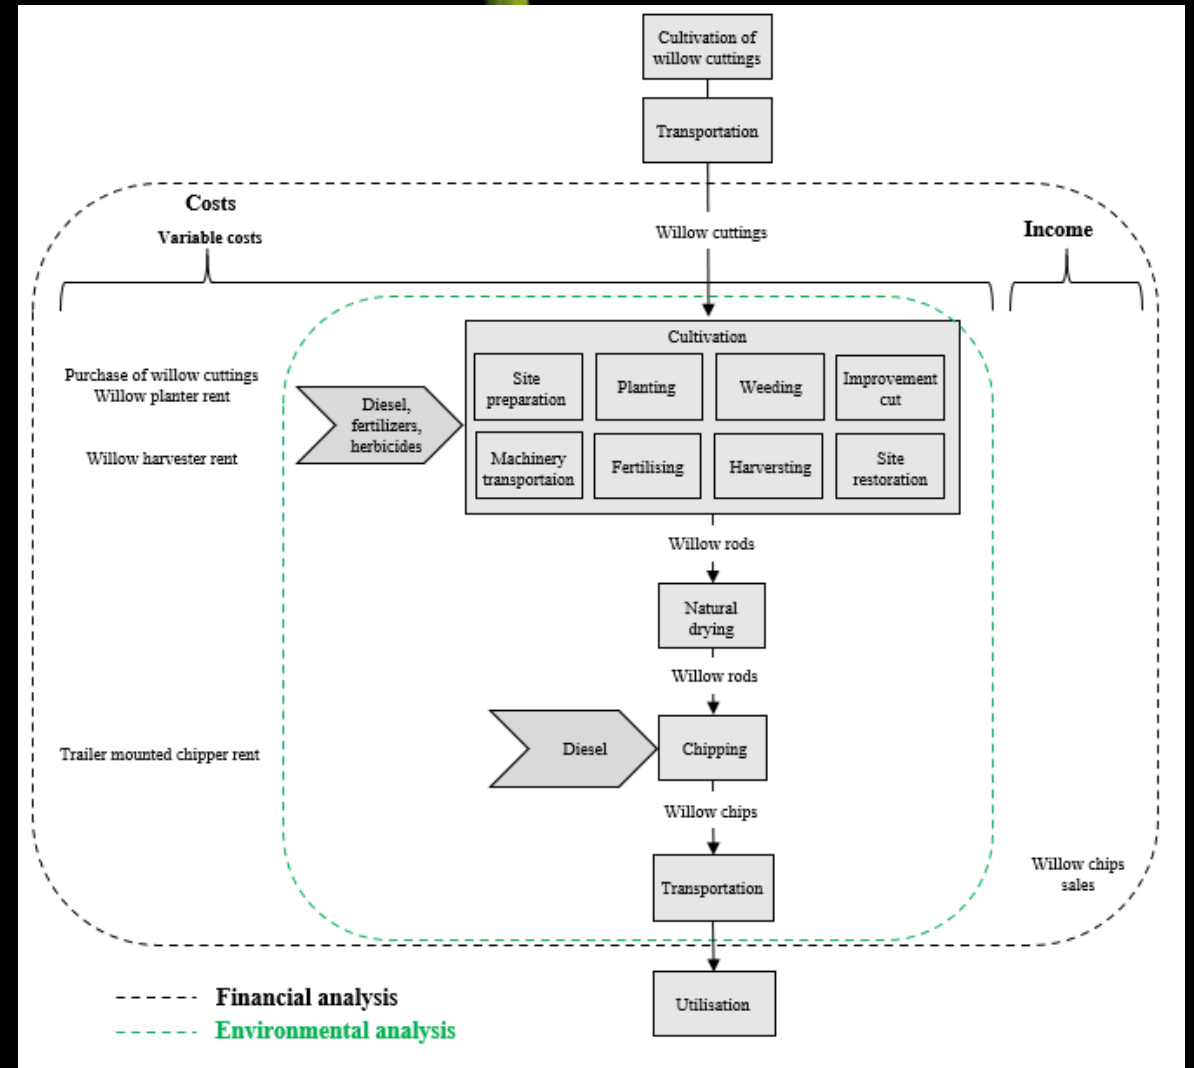 Cultivation of
willow cuttings
Transportation
Costs
Variable costs
Willow cuttings
Income
Cultivation
Purchase of willow cuttings
Willow planter rent
Willow harvester rent
Diesel,
fertilizers,
herbicides
Site
preparation
Planting
Weeding
Improvement
cut
Machinery
transportaion
Fertilising
Harversting
Site
restoration
Willow rods
Natural
drying
Willow rods
Trailer mounted chipper rent
Diesel
Chipping
Willow chips
Transportation
Willow chips
sales
Utilisation
Financial analysis
Environmental analysis